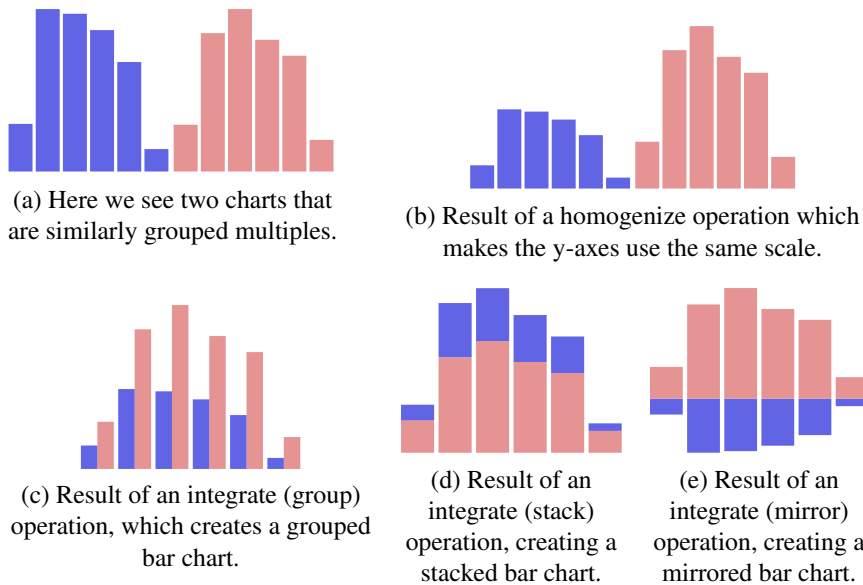 (a) Here we see two charts that
are similarly grouped multiples.
(b) Result of a homogenize operation which
makes the y-axes use the same scale.
(c) Result of an integrate (group)
operation, which creates a grouped
bar chart.
(d) Result of an
integrate (stack)
operation, creating a
stacked bar chart.
(e) Result of an
integrate (mirror)
operation, creating a
mirrored bar chart.